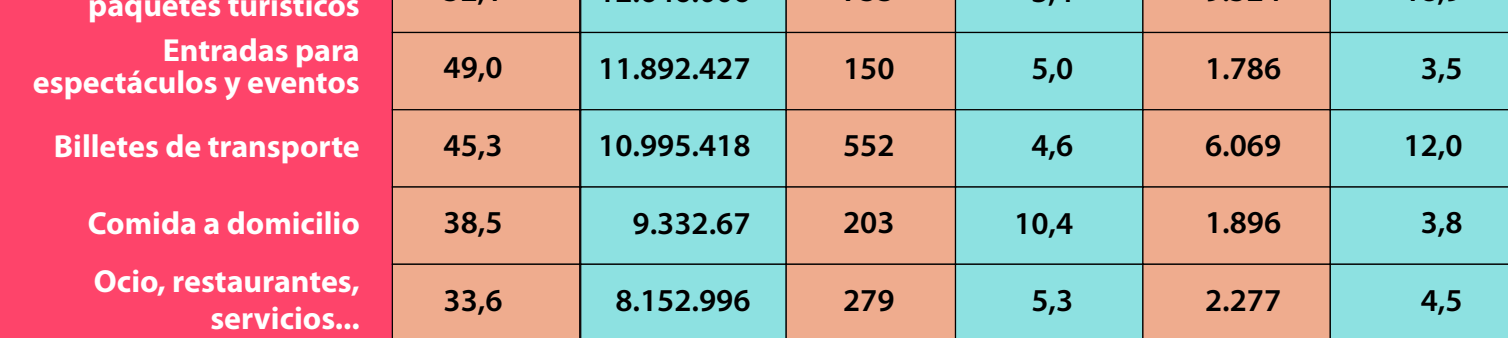 paquetes turísticos
Entradas para
espectáculos y eventos 49,0 11.892.427 150 5,0 1.786 3,5
Billetes de transporte 45,3 10.995.418 552 4,6 6.069 12,0
Comida a domicilio 38,5 9.332.67 203 10,4 1.896 3,8
Ocio, restaurantes,
servicios... 33,6 8.152.996 279 5,3 2.277 4,5